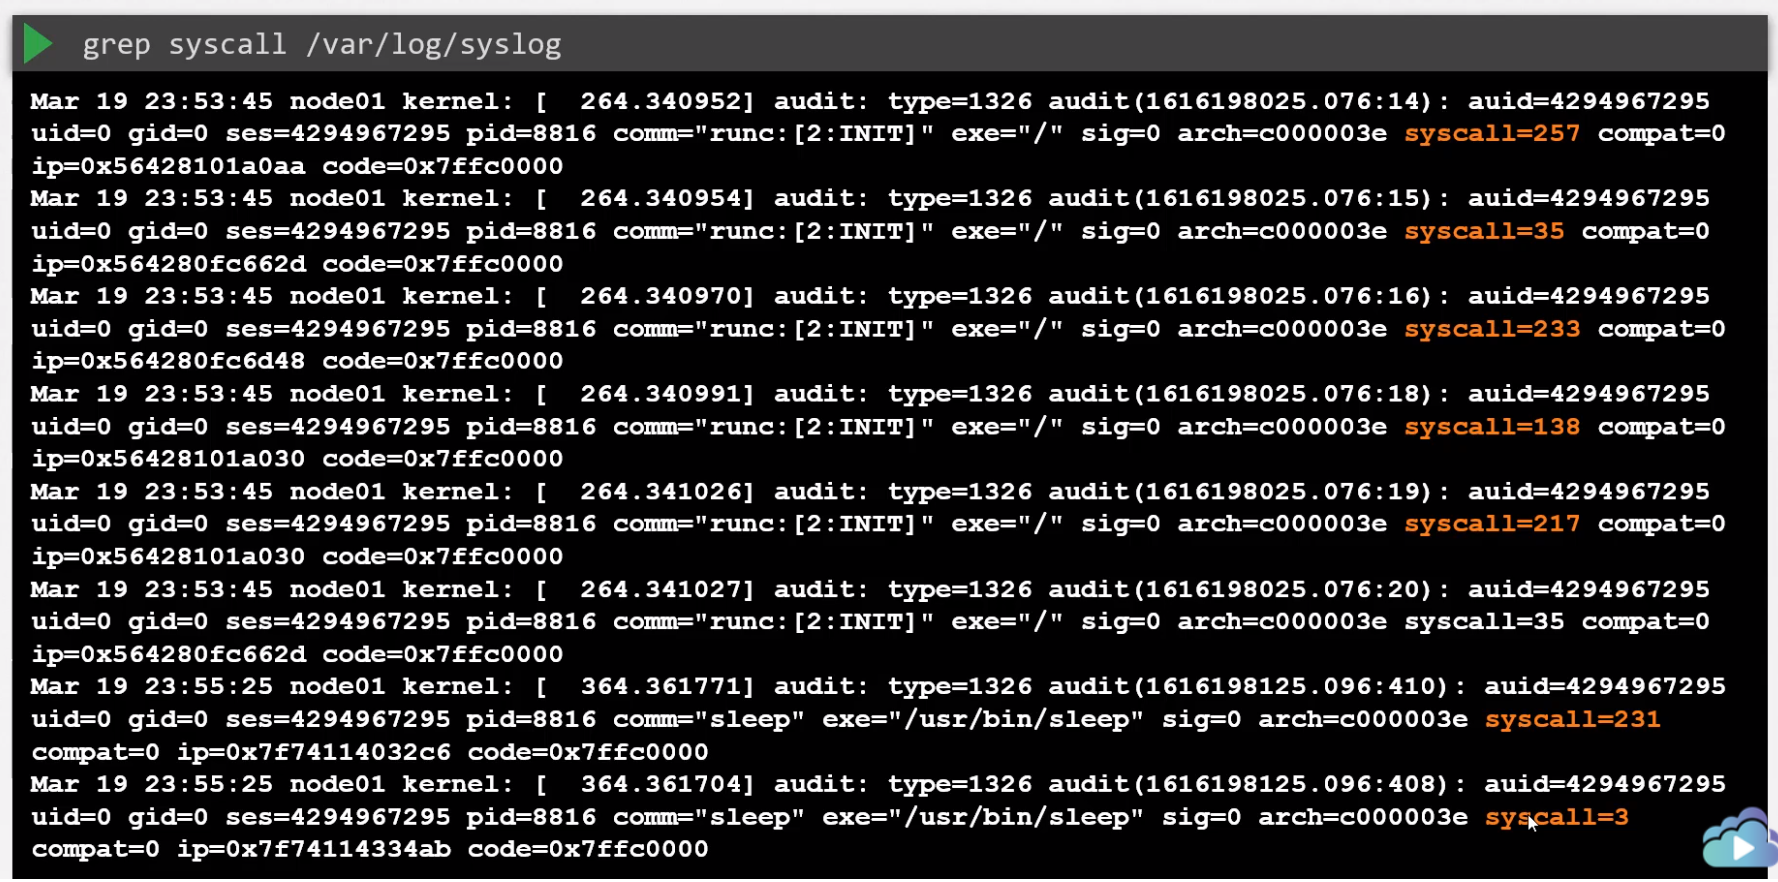 grep syscall /var/log/syslog
Mar 19 23:53:45 node01 kernel: [  264.340952] audit: type=1326 audit(1616198025.076:14): auid=4294967295
uid=0 gid=0 ses=4294967295 pid=8816 comm="runc:[2:INIT]" exe="/" sig=0 arch=c000003e syscall=257 compat=0
ip=0x56428101a0aa code=0x7ffc0000
Mar 19 23:53:45 node01 kernel: [  264.340954] audit: type=1326 audit(1616198025.076:15): auid=4294967295
uid=0 gid=0 ses=4294967295 pid=8816 comm="runc:[2:INIT]" exe="/" sig=0 arch=c000003e syscall=35 compat=0
ip=0x564280fc662d code=0x7ffc0000
Mar 19 23:53:45 node01 kernel: [  264.340970] audit: type=1326 audit(1616198025.076:16): auid=4294967295
uid=0 gid=0 ses=4294967295 pid=8816 comm="runc:[2:INIT]" exe="/" sig=0 arch=c000003e syscall=233 compat=0
ip=0x564280fc6d48 code=0x7ffc0000
Mar 19 23:53:45 node01 kernel: [  264.340991] audit: type=1326 audit(1616198025.076:18): auid=4294967295
uid=0 gid=0 ses=4294967295 pid=8816 comm="runc:[2:INIT]" exe="/" sig=0 arch=c000003e syscall=138 compat=0
ip=0x56428101a030 code=0x7ffc0000
Mar 19 23:53:45 node01 kernel: [  264.341026] audit: type=1326 audit(1616198025.076:19): auid=4294967295
uid=0 gid=0 ses=4294967295 pid=8816 comm="runc:[2:INIT]" exe="/" sig=0 arch=c000003e syscall=217 compat=0
ip=0x56428101a030 code=0x7ffc0000
Mar 19 23:53:45 node01 kernel: [  264.341027] audit: type=1326 audit(1616198025.076:20): auid=4294967295
uid=0 gid=0 ses=4294967295 pid=8816 comm="runc:[2:INIT]" exe="/" sig=0 arch=c000003e syscall=35 compat=0
ip=0x564280fc662d code=0x7ffc0000
Mar 19 23:55:25 node01 kernel: [  364.361771] audit: type=1326 audit(1616198125.096:410): auid=4294967295
uid=0 gid=0 ses=4294967295 pid=8816 comm="sleep" exe="/usr/bin/sleep" sig=0 arch=c000003e syscall=231
compat=0 ip=0x7f74114032c6 code=0x7ffc0000
Mar 19 23:55:25 node01 kernel: [  364.361704] audit: type=1326 audit(1616198125.096:408): auid=4294967295
uid=0 gid=0 ses=4294967295 pid=8816 comm="sleep" exe="/usr/bin/sleep" sig=0 arch=c000003e syscall=3
compat=0 ip=0x7f74114334ab code=0x7ffc0000